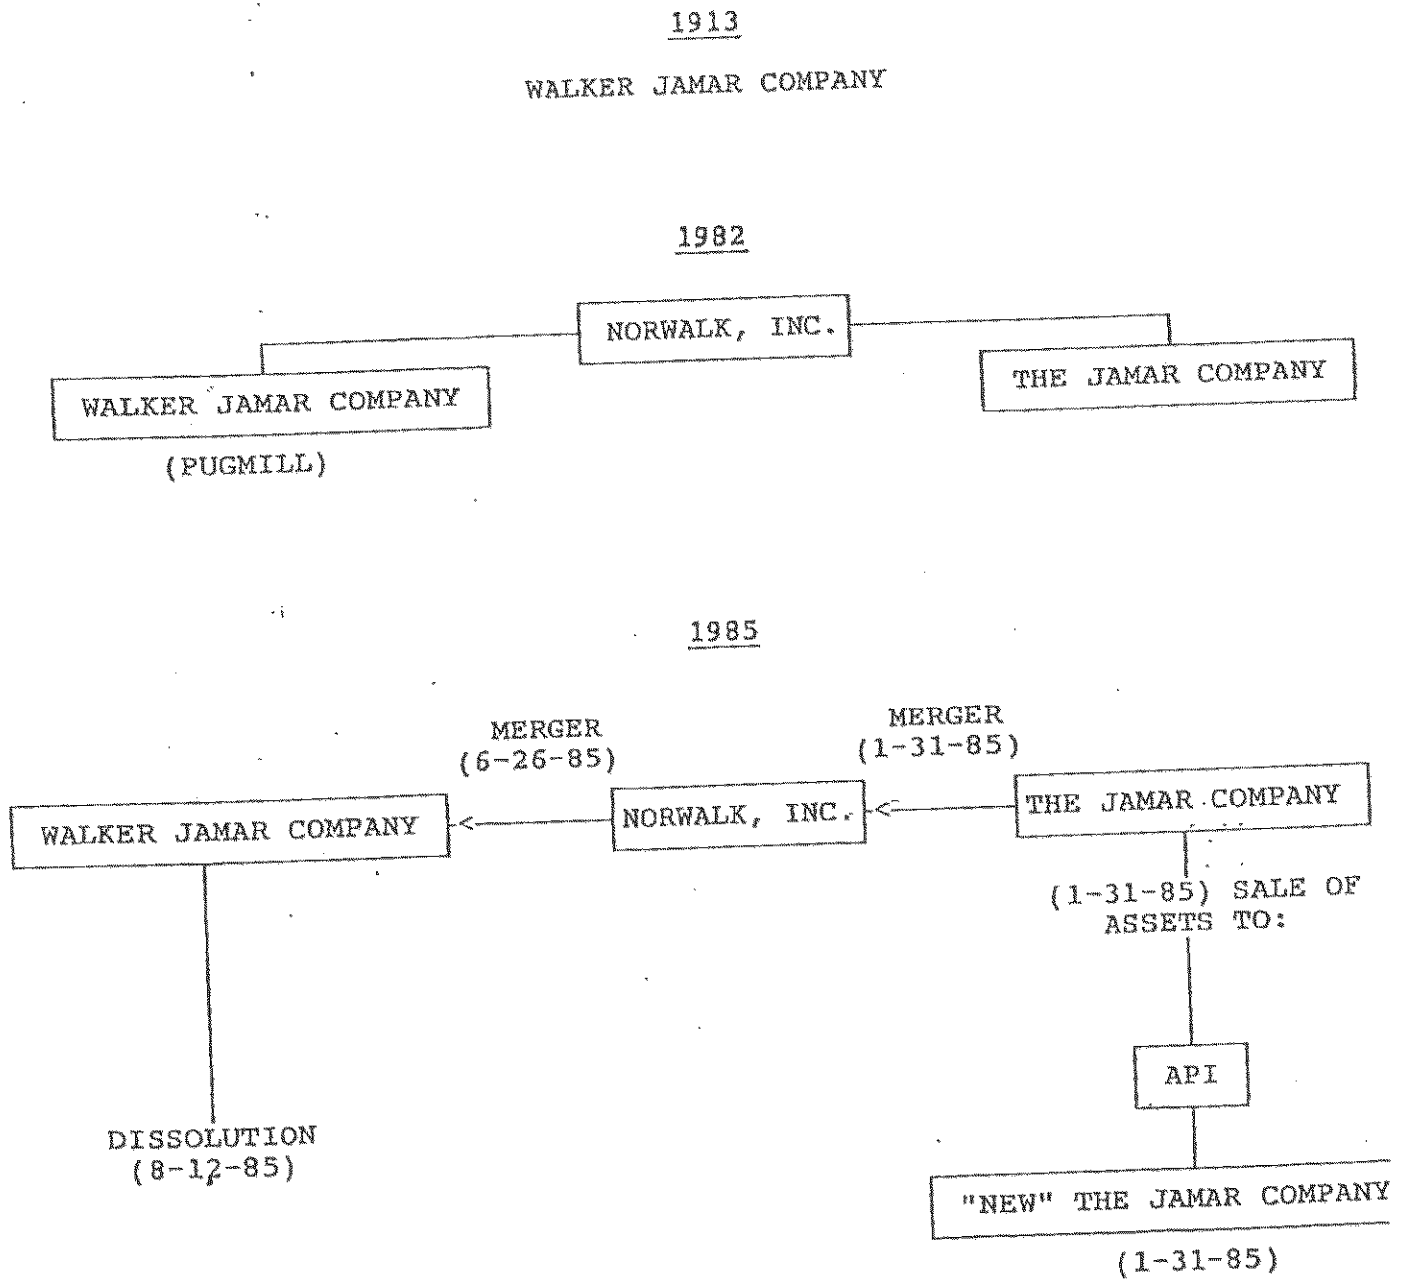 1913
WALKER JAMAR COMPANY
1982
NORWALK, INC.
WALKER JAMAR COMPANY
THE JAMAR COMPANY
(PUGMILL)
1985
MERGER
(6-26-85)
MERGER
(1-31-85)
WALKER JAMAR COMPANY
NORWALK, INC.
THE JAMAR COMPANY
(1-31-85) SALE OF
ASSETS TO:
API
DISSOLUTION
(8-12-85)
"NEW" THE JAMAR COMPANY
(1-31-85)